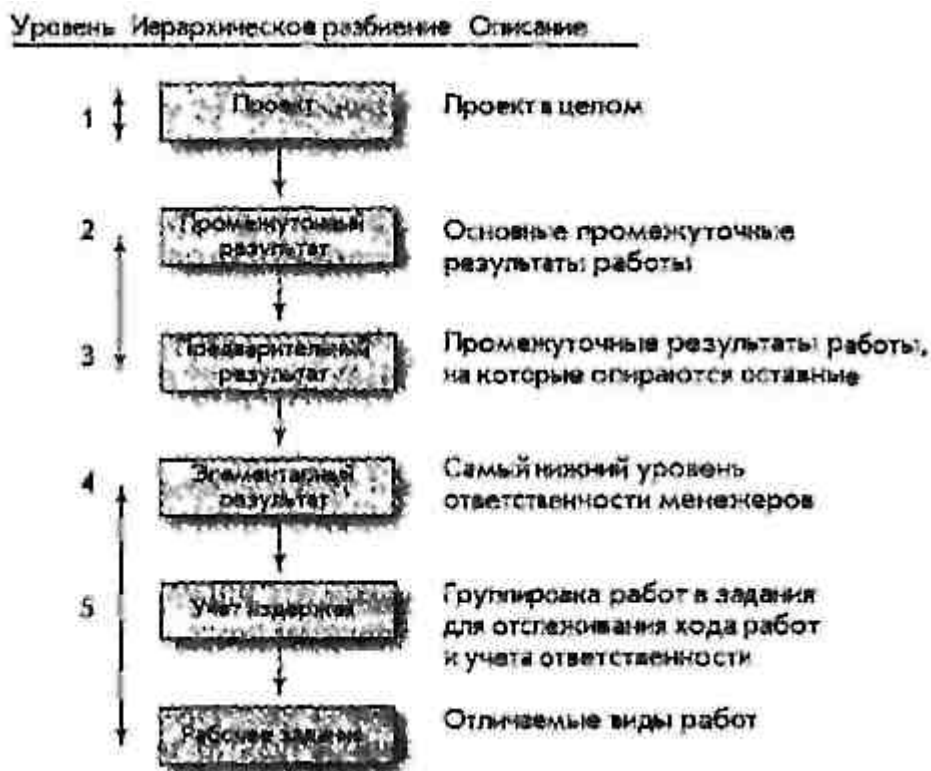 Уровень Иерархическое разбиение Описание
1
Проект
Проект в целом
2
Промежуточный
результат
Основные промежуточные
результаты работы
3
Предварительный
результат
Промежуточные результаты работы,
на которые опираются оставные
4
Элементарный
результат
Самый нижний уровень
ответственности менежеров
5
Учет издержек
Группировка работ в задания
для отслеживания хода работ
и учета ответственности
Рабочее задание
Отличаемые виды работ